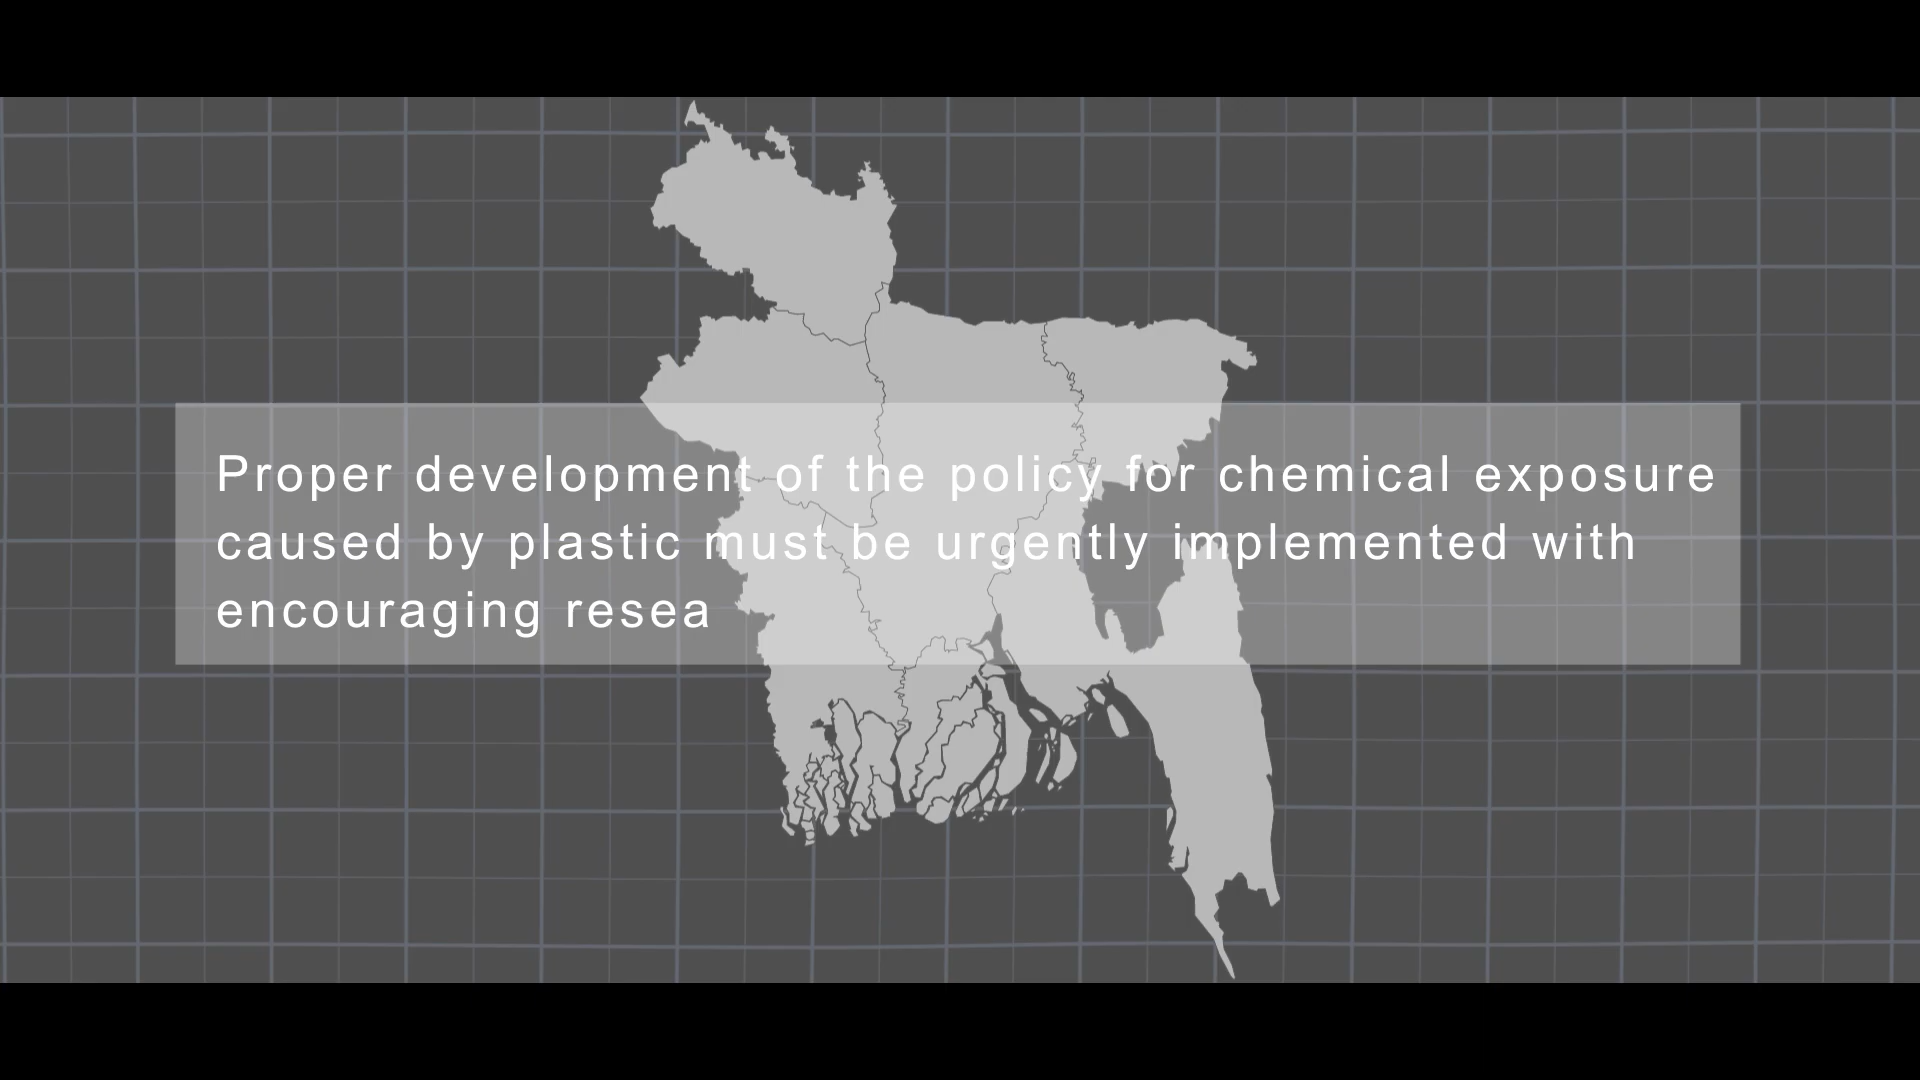 Proper development of the policy for chemical exposure
caused by plastic must be urgently implemented with
encouraging resea